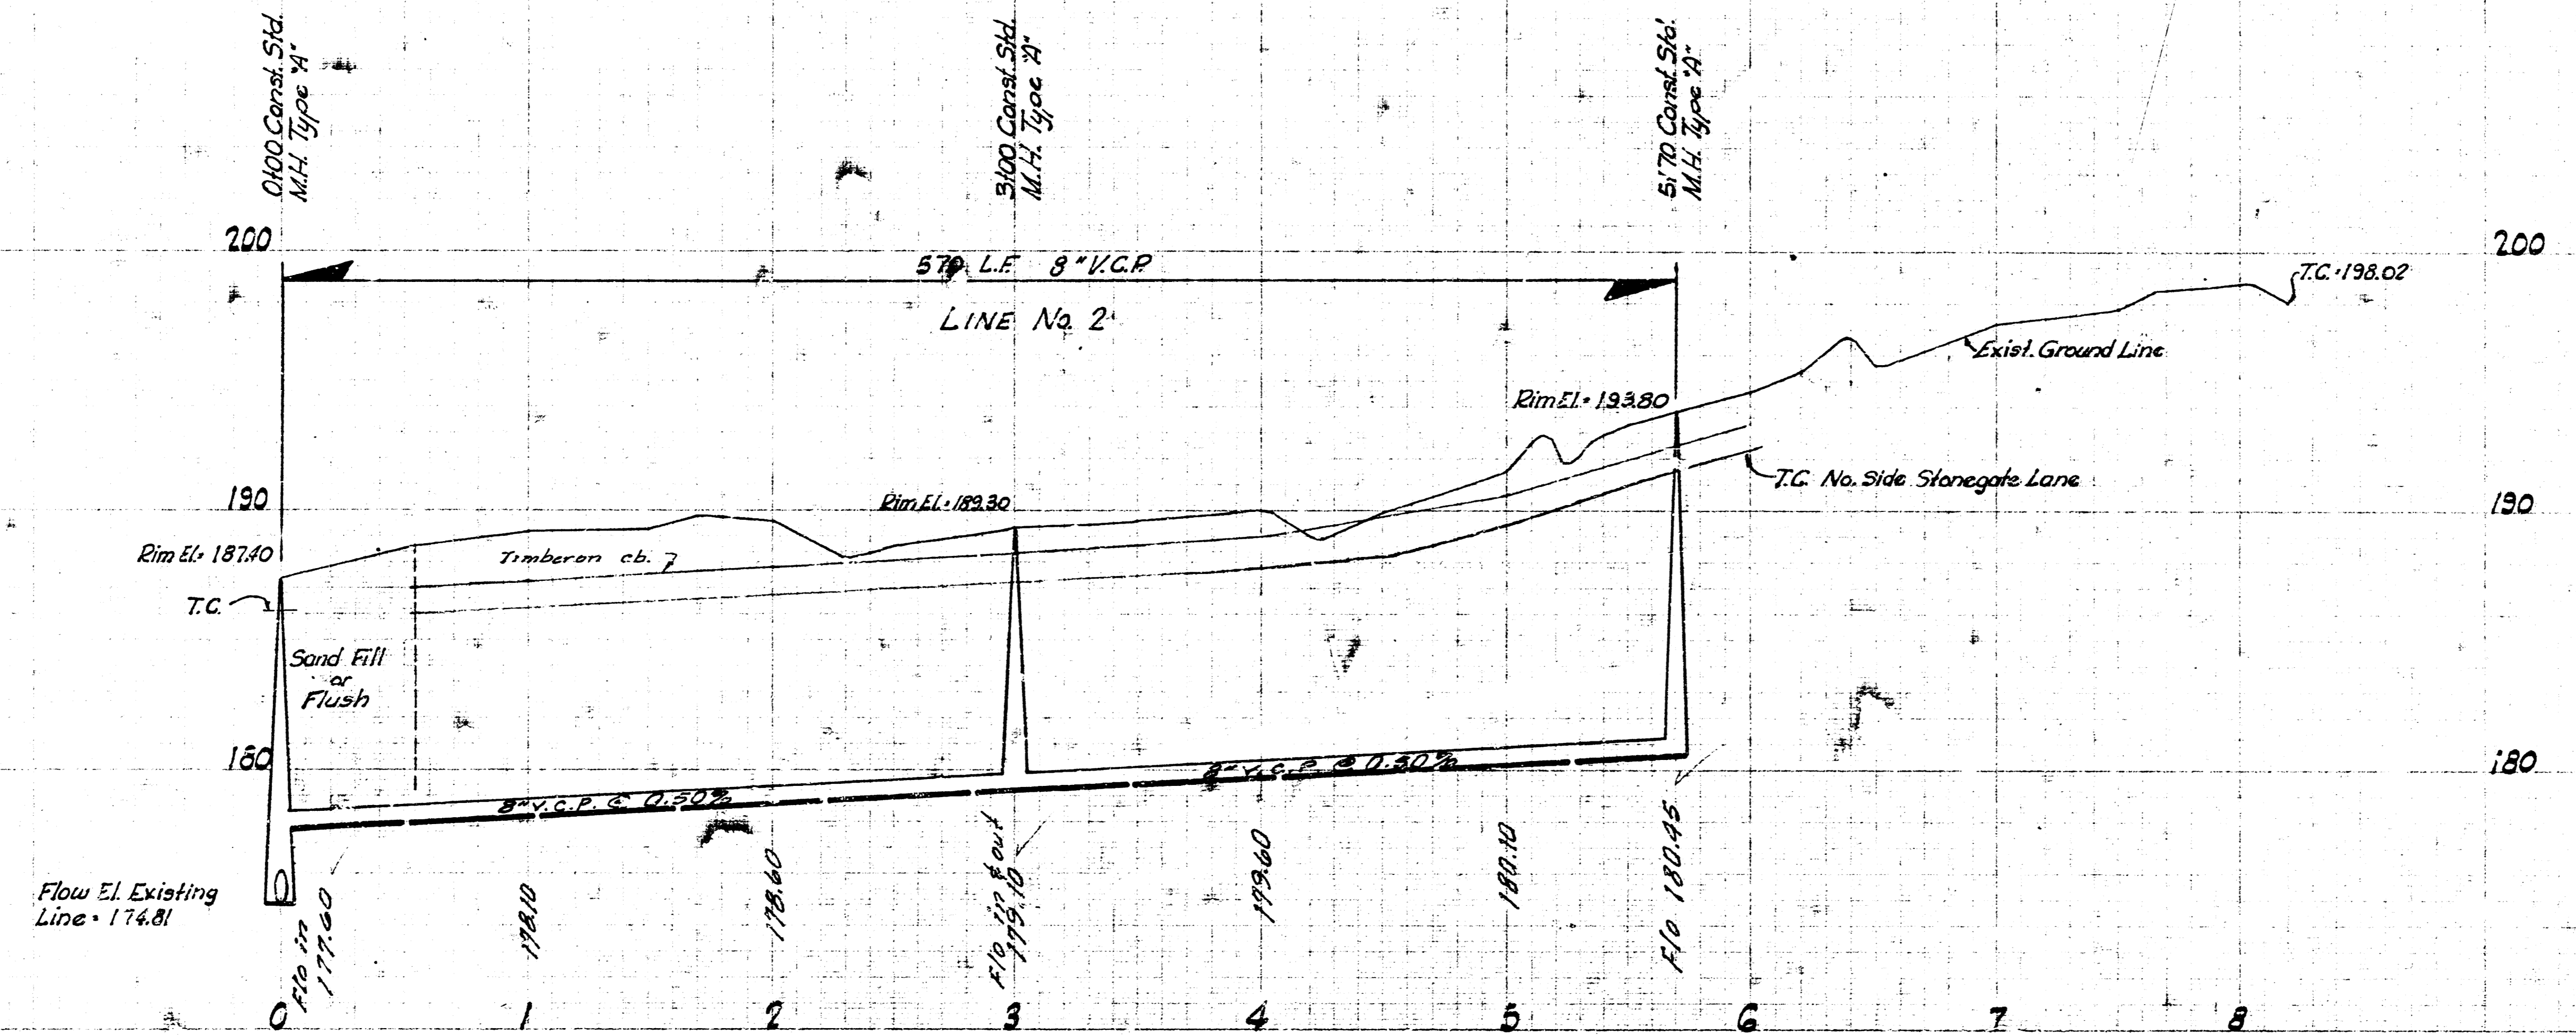 0+00 Const. Std.
M.H. Type "A"
3+00 Const. Std.
M.H. Type "A"
5+70 Const. Std.
M.H. Type "A"
200
200
570 L.F. 8" V.C.P.
LINE No. 2
T.C. = 198.02
Exist. Ground Line
Rim El. = 193.80
T.C. No. Side Stonegate Lane
190
Rim El. = 189.30
190
Rim El. = 187.40
Timberon cb.
T.C.
Sand Fill
or
Flush
180
180
8" V.C.P. @ 0.50%
8" V.C.P. @ 0.50%
Flow El. Existing
Line = 174.81
Flo in
177.60
178.10
178.60
Flo in & out
179.10
179.60
180.10
Flo 180.45
0 1 2 3 4 5 6 7 8